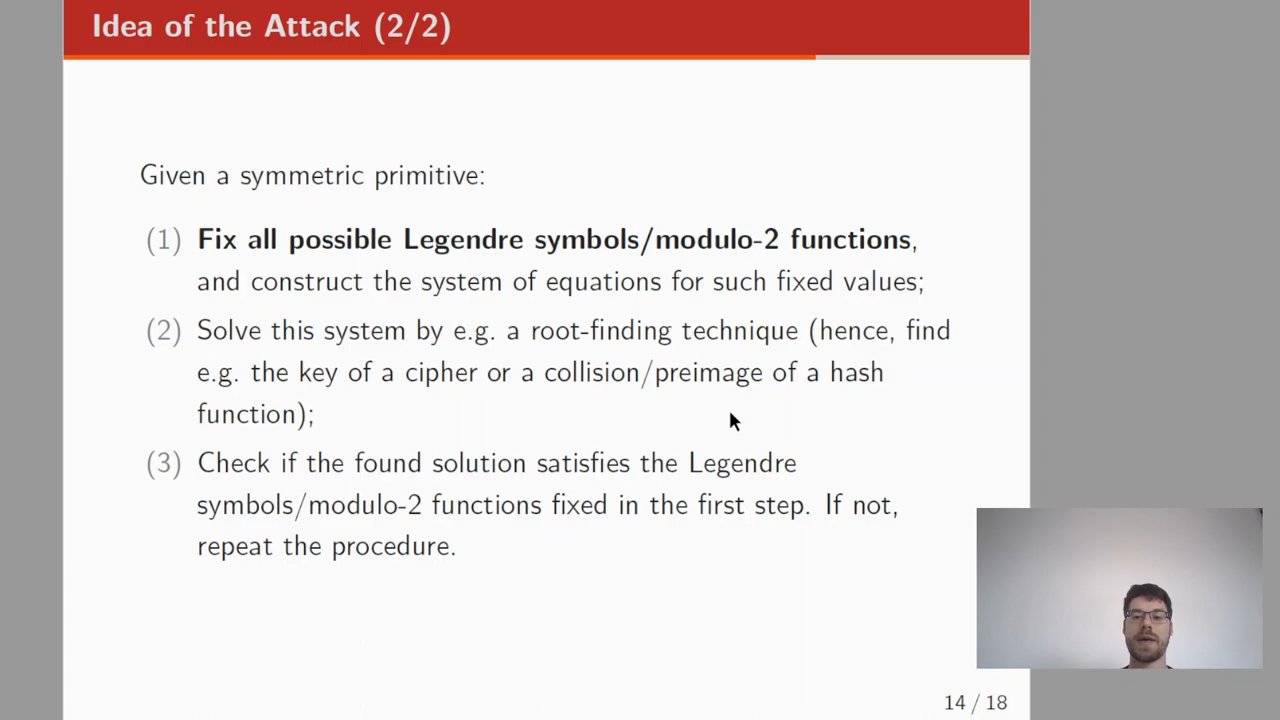 Idea of the Attack (2/2)
Given a symmetric primitive:
(1) Fix all possible Legendre symbols/modulo-2 functions,
and construct the system of equations for such fixed values;
(2) Solve this system by e.g. a root-finding technique (hence, find
e.g. the key of a cipher or a collision/preimage of a hash
function);
(3) Check if the found solution satisfies the Legendre
symbols/modulo-2 functions fixed in the first step. If not,
repeat the procedure.
14 / 18